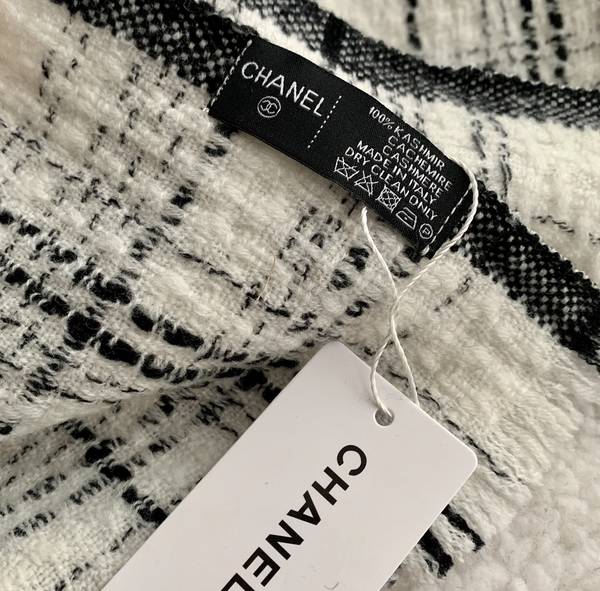 CHANEL
100% KASHMIR
CACHEMIRE
CASHMERE
MADE IN ITALY
DRY CLEAN ONLY
P
CHANEL